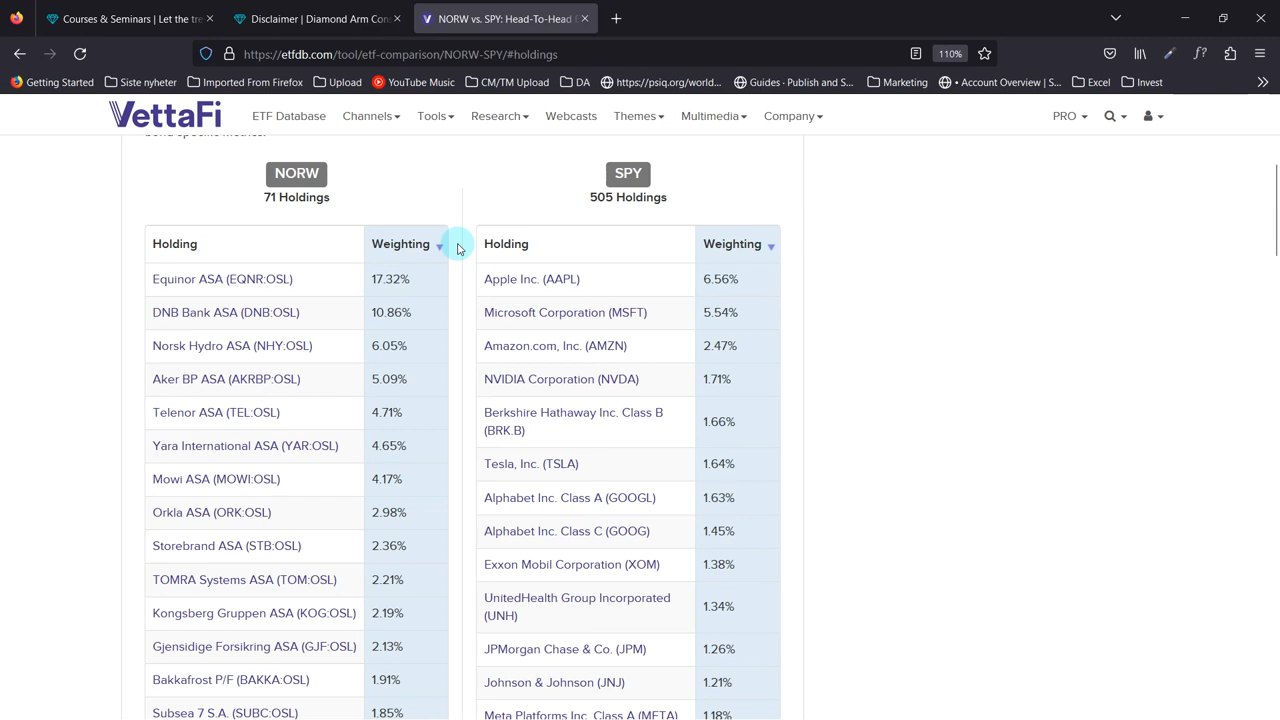 Courses & Seminars | Let the tre
Disclaimer | Diamond Arm Con
NORW vs. SPY: Head-To-Head
https://etfdb.com/tool/etf-comparison/NORW-SPY/#holdings
110%
Getting Started
Siste nyheter
Imported From Firefox
Upload
YouTube Music
CM/TM Upload
DA
https://psiq.org/world...
Guides · Publish and S...
Marketing
• Account Overview | S...
Excel
Invest
VettaFi
ETF Database
Channels
Tools
Research
Webcasts
Themes
Multimedia
Company
PRO
NORW
71 Holdings
Holding Weighting
Equinor ASA (EQNR:OSL) 17.32%
DNB Bank ASA (DNB:OSL) 10.86%
Norsk Hydro ASA (NHY:OSL) 6.05%
Aker BP ASA (AKRBP:OSL) 5.09%
Telenor ASA (TEL:OSL) 4.71%
Yara International ASA (YAR:OSL) 4.65%
Mowi ASA (MOWI:OSL) 4.17%
Orkla ASA (ORK:OSL) 2.98%
Storebrand ASA (STB:OSL) 2.36%
TOMRA Systems ASA (TOM:OSL) 2.21%
Kongsberg Gruppen ASA (KOG:OSL) 2.19%
Gjensidige Forsikring ASA (GJF:OSL) 2.13%
Bakkafrost P/F (BAKKA:OSL) 1.91%
Subsea 7 S.A. (SUBC:OSL) 1.85%
SPY
505 Holdings
Holding Weighting
Apple Inc. (AAPL) 6.56%
Microsoft Corporation (MSFT) 5.54%
Amazon.com, Inc. (AMZN) 2.47%
NVIDIA Corporation (NVDA) 1.71%
Berkshire Hathaway Inc. Class B
(BRK.B) 1.66%
Tesla, Inc. (TSLA) 1.64%
Alphabet Inc. Class A (GOOGL) 1.63%
Alphabet Inc. Class C (GOOG) 1.45%
Exxon Mobil Corporation (XOM) 1.38%
UnitedHealth Group Incorporated
(UNH) 1.34%
JPMorgan Chase & Co. (JPM) 1.26%
Johnson & Johnson (JNJ) 1.21%
Meta Platforms Inc. Class A (META) 1.18%